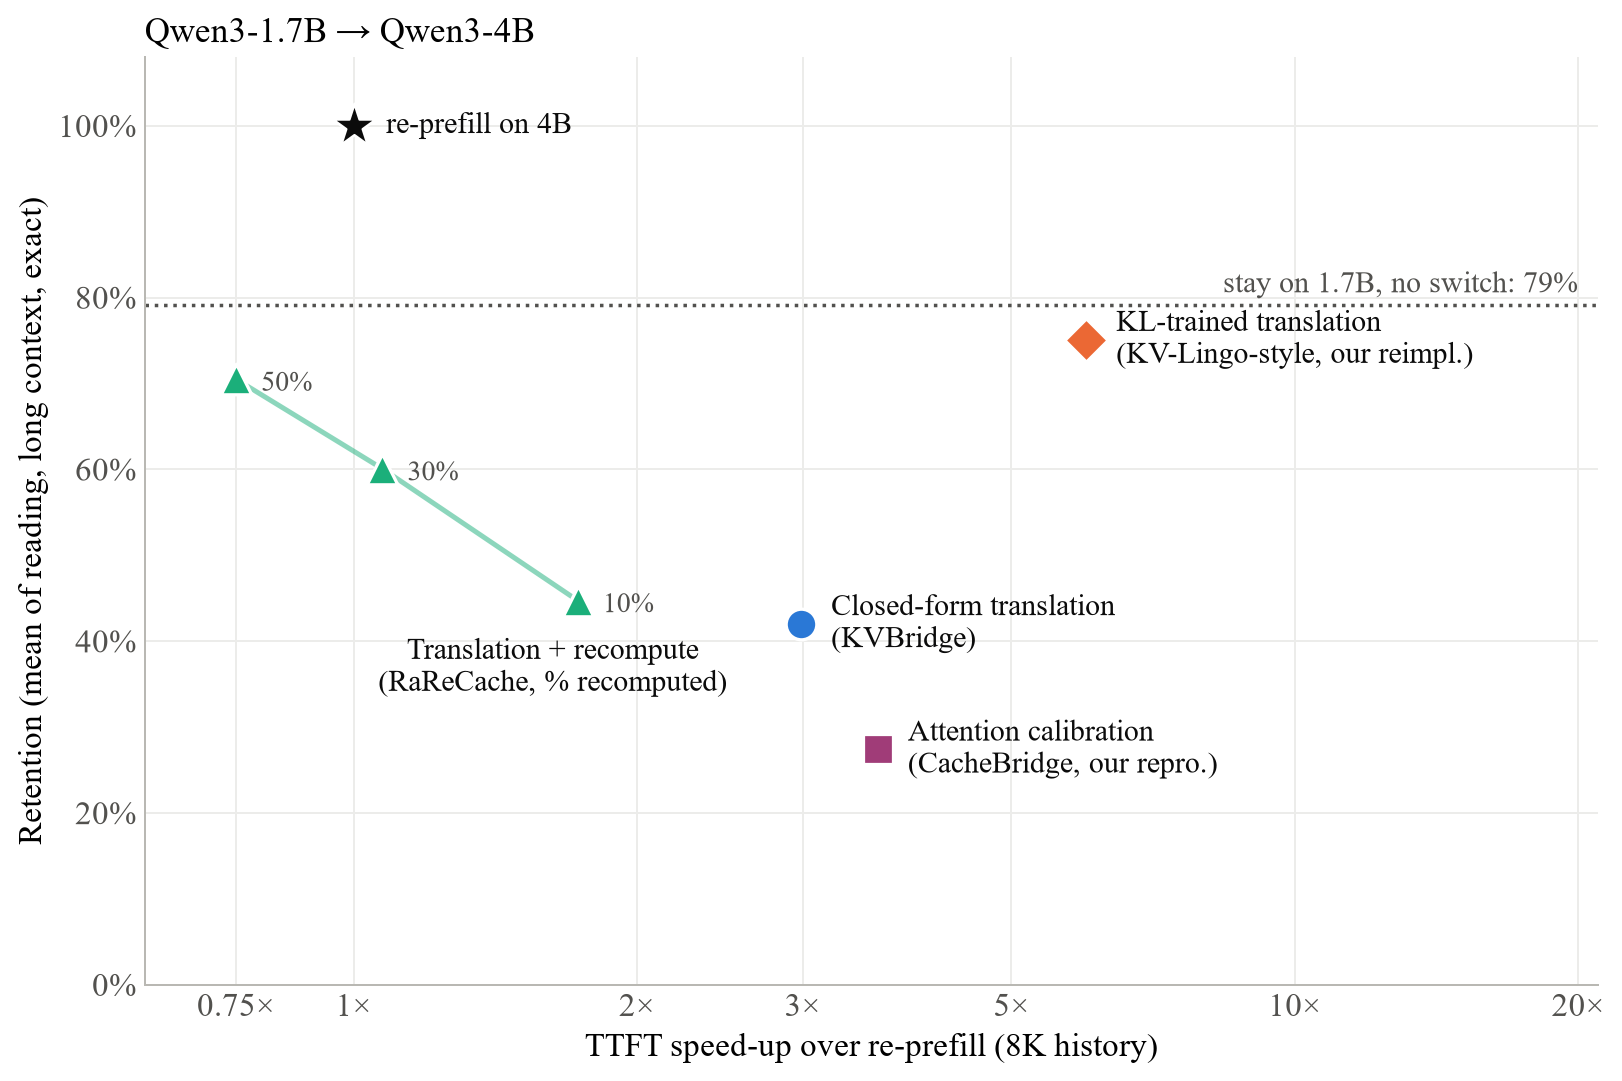 Qwen3-1.7B → Qwen3-4B
Retention (mean of reading, long context, exact)
100%
80%
60%
40%
20%
0%
re-prefill on 4B
stay on 1.7B, no switch: 79%
KL-trained translation
(KV-Lingo-style, our reimpl.)
50%
30%
10%
Translation + recompute
(RaReCache, % recomputed)
Closed-form translation
(KVBridge)
Attention calibration
(CacheBridge, our repro.)
0.75× 1× 2× 3× 5× 10× 20×
TTFT speed-up over re-prefill (8K history)